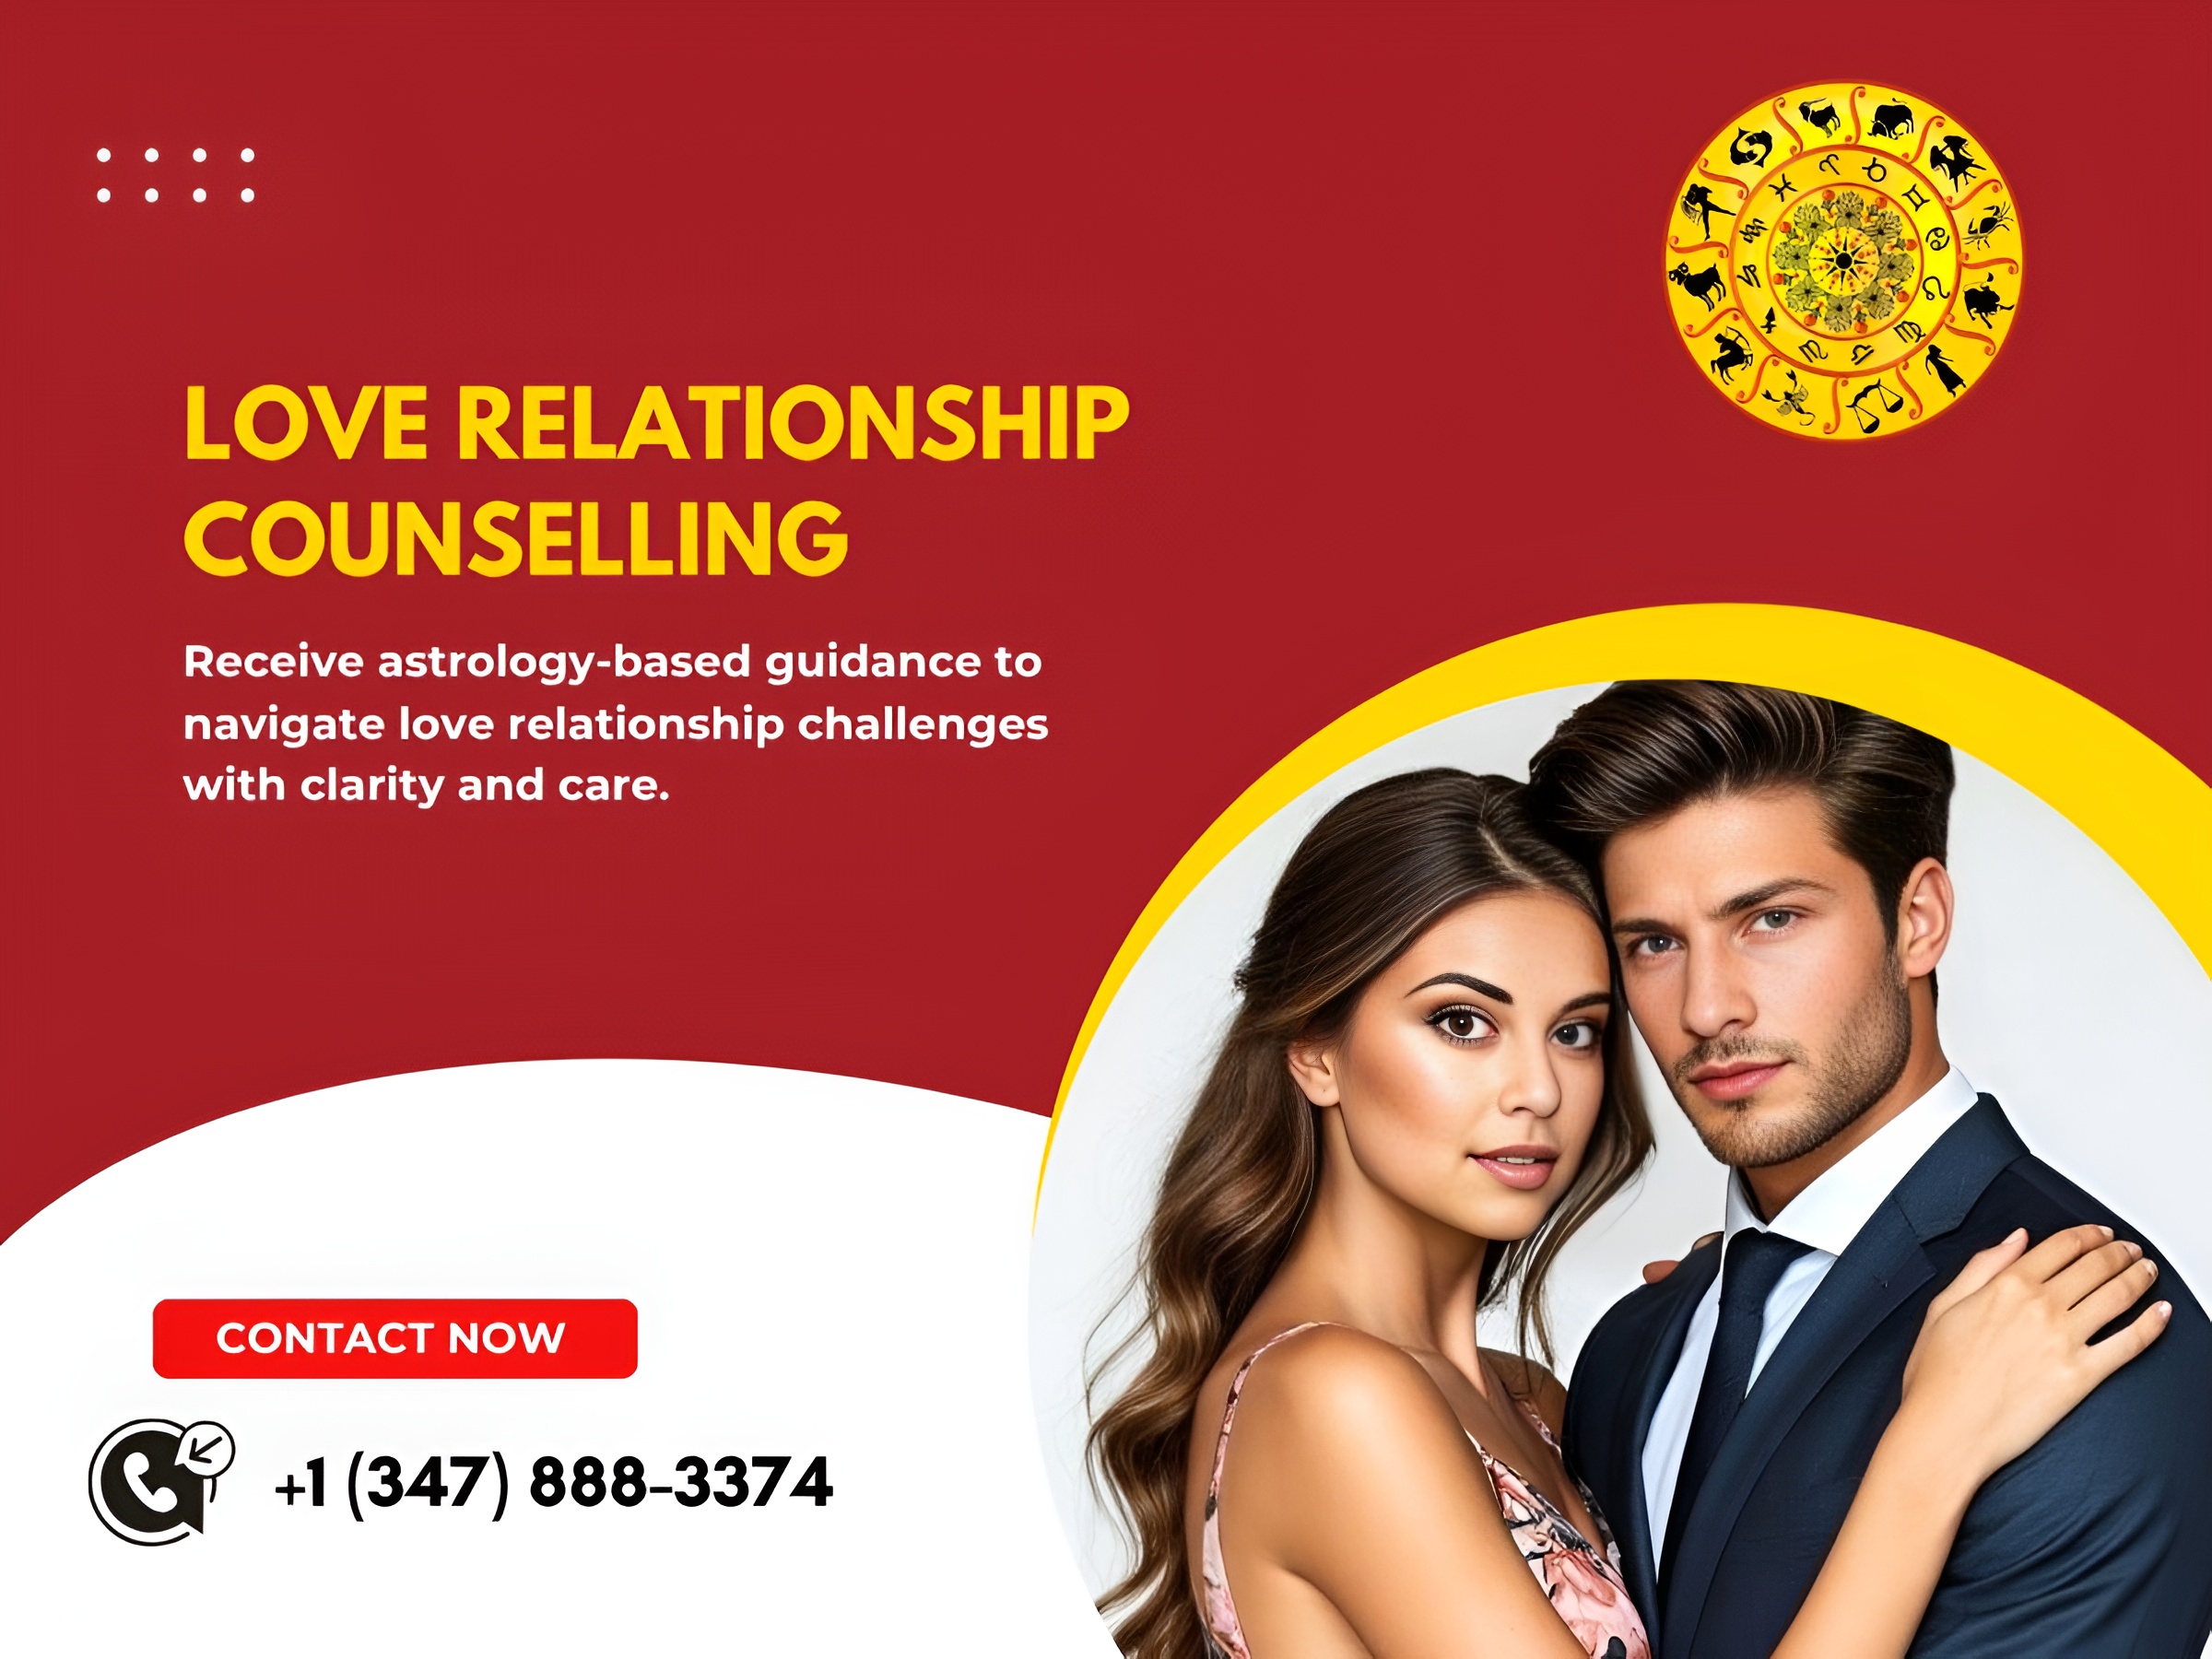 LOVE RELATIONSHIP
COUNSELLING
Receive astrology-based guidance to
navigate love relationship challenges
with clarity and care.
CONTACT NOW
+1 (347) 888-3374